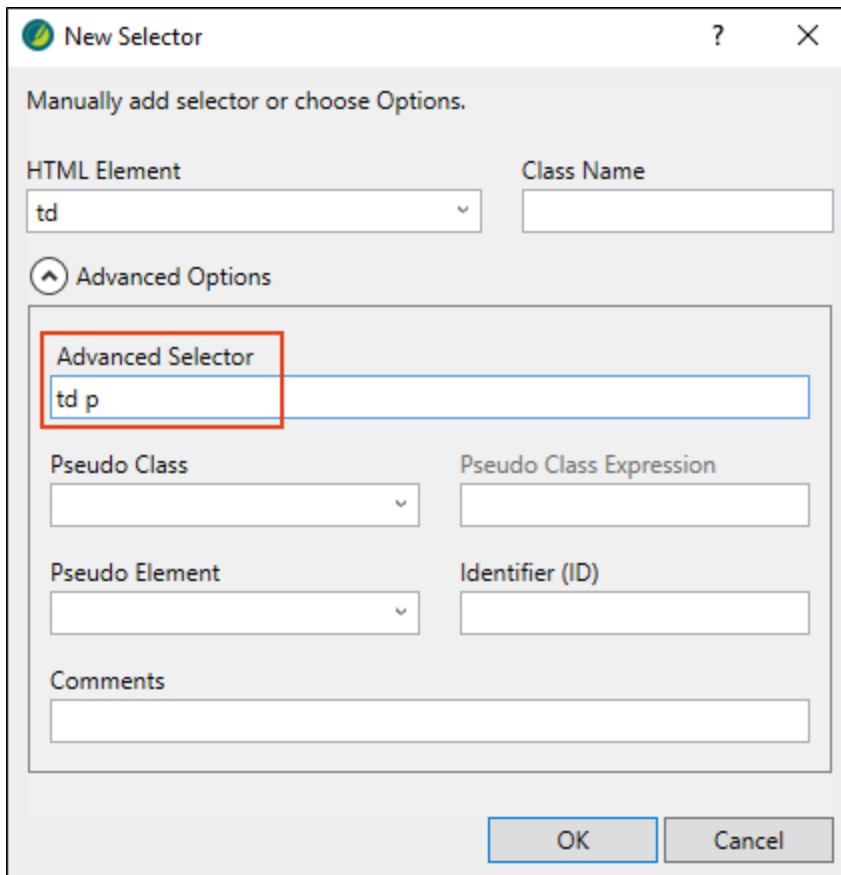 New Selector
?
Manually add selector or choose Options.
HTML Element Class Name
td
Advanced Options
Advanced Selector
td p
Pseudo Class Pseudo Class Expression
Pseudo Element Identifier (ID)
Comments
OK Cancel